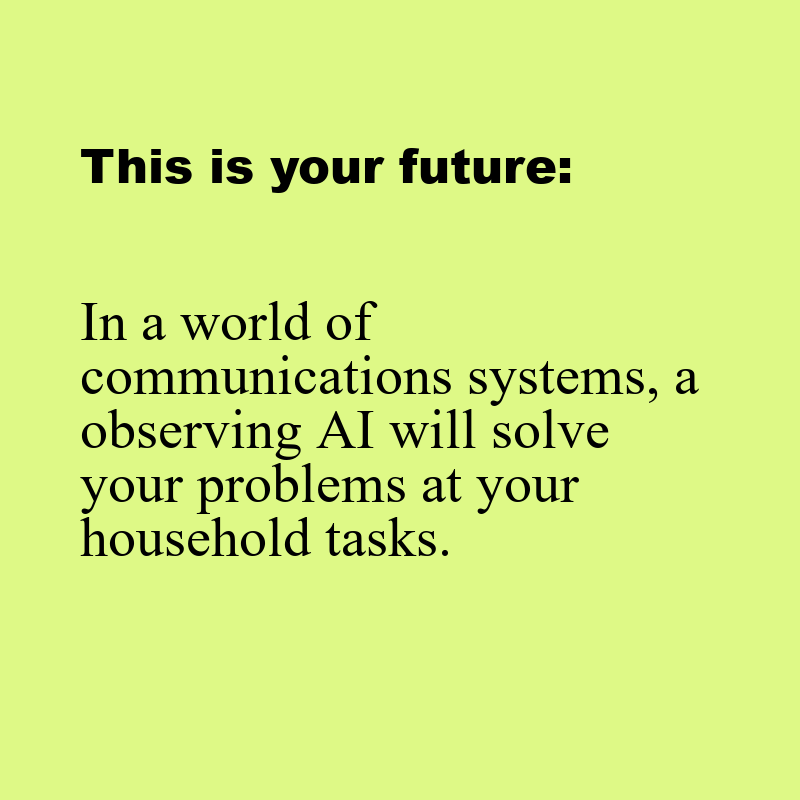 This is your future:
In a world of
communications systems, a
observing AI will solve
your problems at your
household tasks.